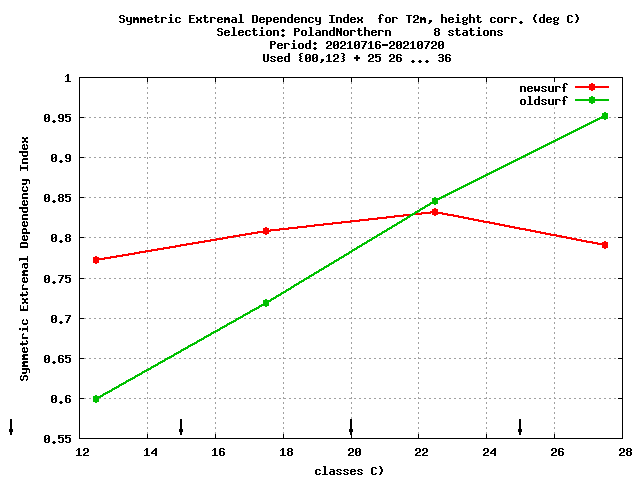 Symmetric Extremal Dependency Index  for T2m, height corr. (deg C)
Selection: PolandNorthern      8 stations
Period: 20210716-20210720
Used {00,12} + 25 26 ... 36
newsurf
oldsurf
Symmetric Extremal Dependency Index
1
0.95
0.9
0.85
0.8
0.75
0.7
0.65
0.6
0.55
12 14 16 18 20 22 24 26 28
classes C)